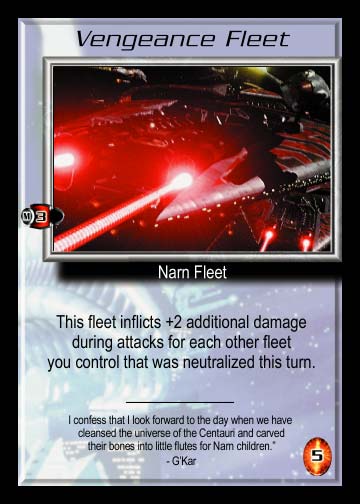 Vengeance Fleet
M 3
Narn Fleet
This fleet inflicts +2 additional damage
during attacks for each other fleet
you control that was neutralized this turn.
I confess that I look forward to the day when we have
cleansed the universe of the Centauri and carved
their bones into little flutes for Narn children."
- G'Kar
5